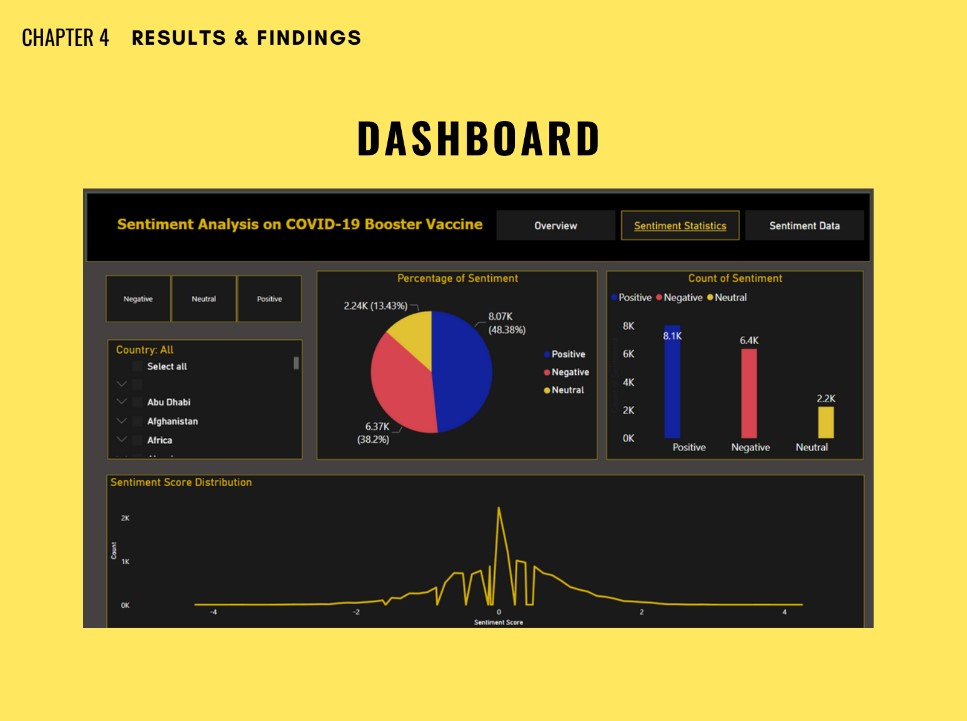 CHAPTER 4 RESULTS & FINDINGS
DASHBOARD
Sentiment Analysis on COVID-19 Booster Vaccine
Overview
Sentiment Statistics
Sentiment Data
Negative
Neutral
Positive
Country: All
Select all
Abu Dhabi
Afghanistan
Africa
Percentage of Sentiment
2.24K (13.43%)
8.07K
(48.38%)
6.37K
(38.2%)
Positive
Negative
Neutral
Count of Sentiment
Positive Negative Neutral
8K
6K
4K
2K
0K
8.1K
6.4K
2.2K
Positive Negative Neutral
Sentiment Score Distribution
Count
2K
1K
0K
-4 -2 0 2 4
Sentiment Score